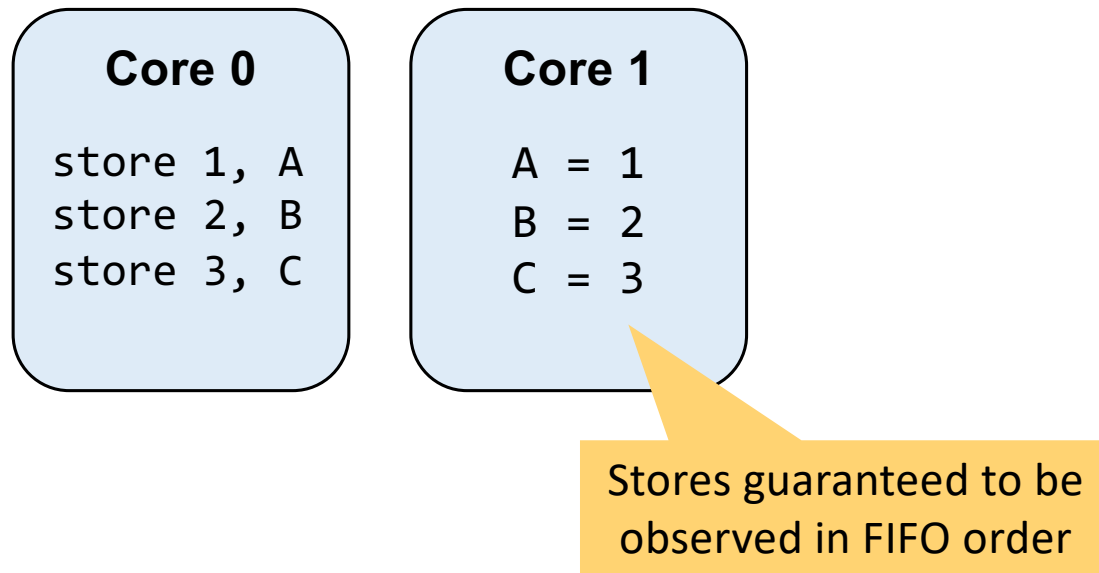 Core 0
store 1, A
store 2, B
store 3, C
Core 1
A = 1
B = 2
C = 3
Stores guaranteed to be
observed in FIFO order